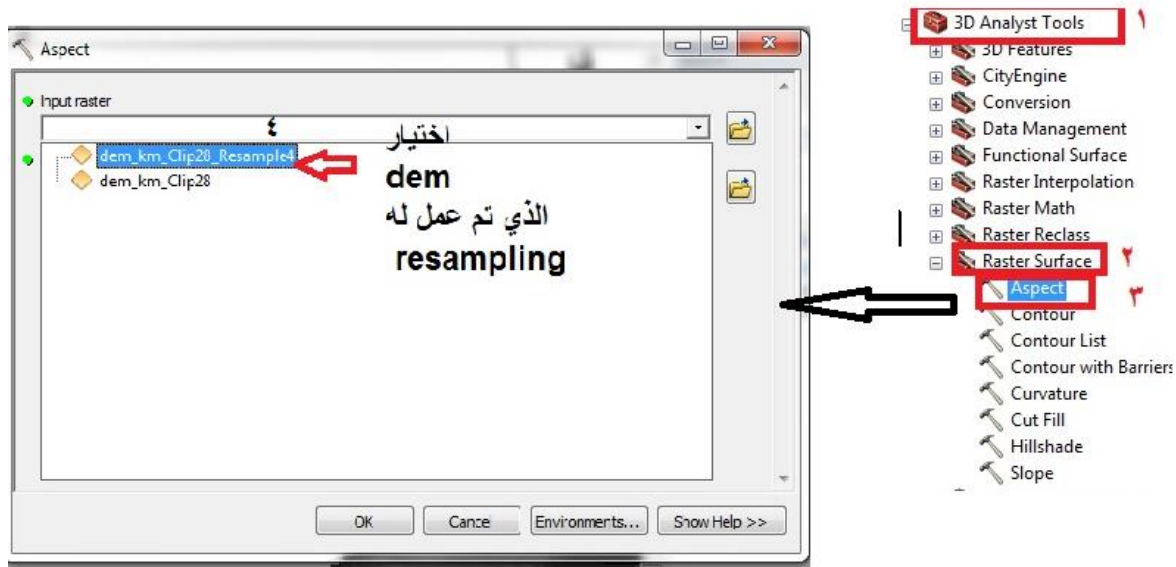 Aspect
Input raster
٤
dem_km_Clip28_Resample4
dem_km_Clip28
اختيار
dem
الذي تم عمل له
resampling
OK
Cancel
Environments...
Show Help >>
3D Analyst Tools
١
3D Features
CityEngine
Conversion
Data Management
Functional Surface
Raster Interpolation
Raster Math
Raster Reclass
Raster Surface
٢
Aspect
٣
Contour
Contour List
Contour with Barriers
Curvature
Cut Fill
Hillshade
Slope